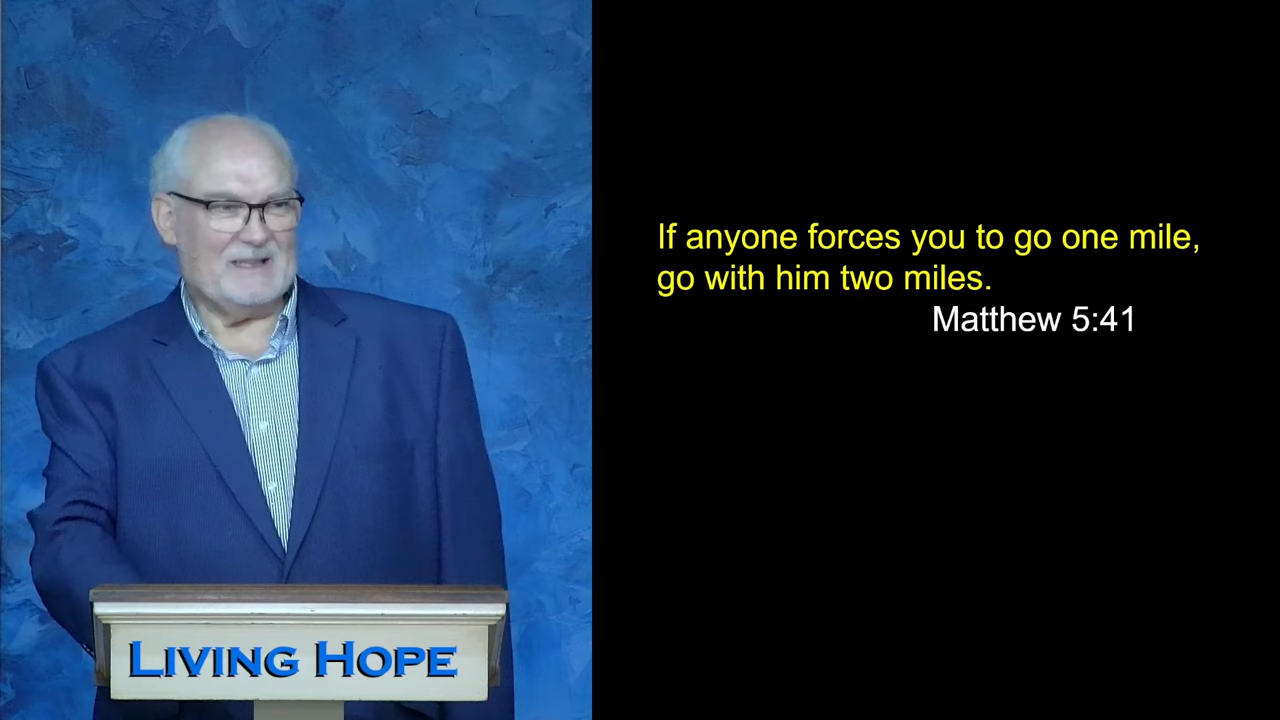 If anyone forces you to go one mile,
go with him two miles.
Matthew 5:41
LIVING HOPE